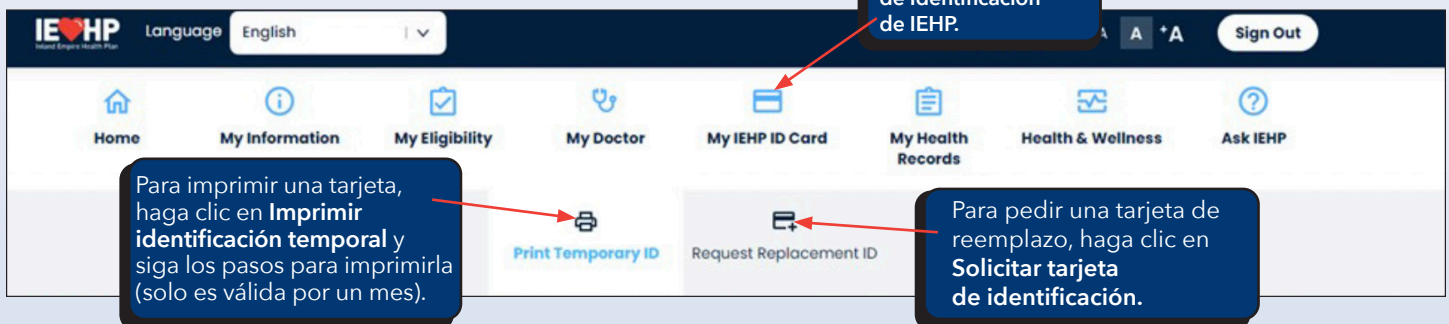 de Identificación
de IEHP.
IEHP
Inland Empire Health Plan
Language
English
A
+A
Sign Out
Home
My Information
My Eligibility
My Doctor
My IEHP ID Card
My Health
Records
Health & Wellness
Ask IEHP
Para imprimir una tarjeta,
haga clic en Imprimir
identificación temporal y
siga los pasos para imprimirla
(solo es válida por un mes).
Print Temporary ID
Request Replacement ID
Para pedir una tarjeta de
reemplazo, haga clic en
Solicitar tarjeta
de identificación.